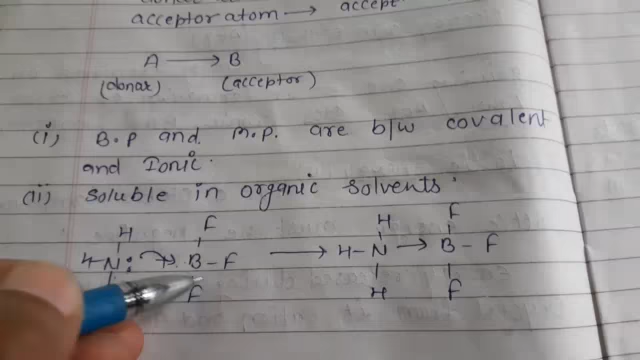 acceptor atom → accept
A → B
(donar) (acceptor)
(i) B.P and M.P. are b/w covalent
and Ionic.
(ii) Soluble in organic solvents.
H F H F
H-N: B-F → H-N → B-F
F H F